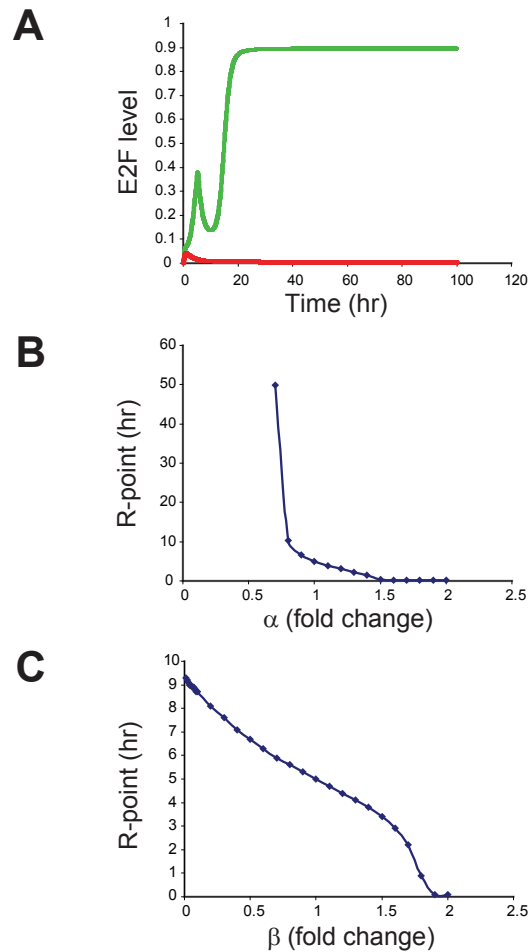 A
1
0.9
0.8
0.7
0.6
0.5
0.4
0.3
0.2
0.1
0
E2F level
0 20 40 60 80 100 120
Time (hr)
B
60
50
40
30
20
10
0
R-point (hr)
0 0.5 1 1.5 2 2.5
α (fold change)
C
10
9
8
7
6
5
4
3
2
1
0
R-point (hr)
0 0.5 1 1.5 2 2.5
β (fold change)